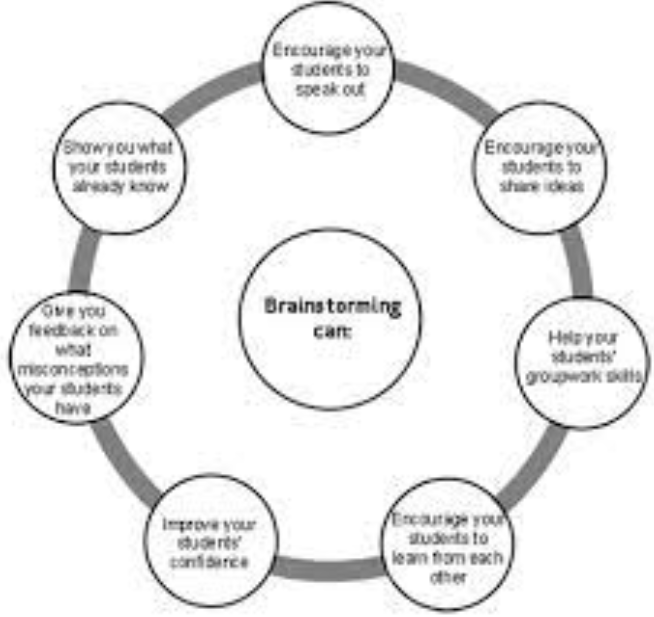 Brainstorming
can:
Encourage your
students to
speak out
Encourage your
students to
share ideas
Help your
students'
groupwork skills
Encourage your
students to
learn from each
other
Improve your
students'
confidence
Give you
feedback on
what
misconceptions
your students
have
Show you what
your students
already know